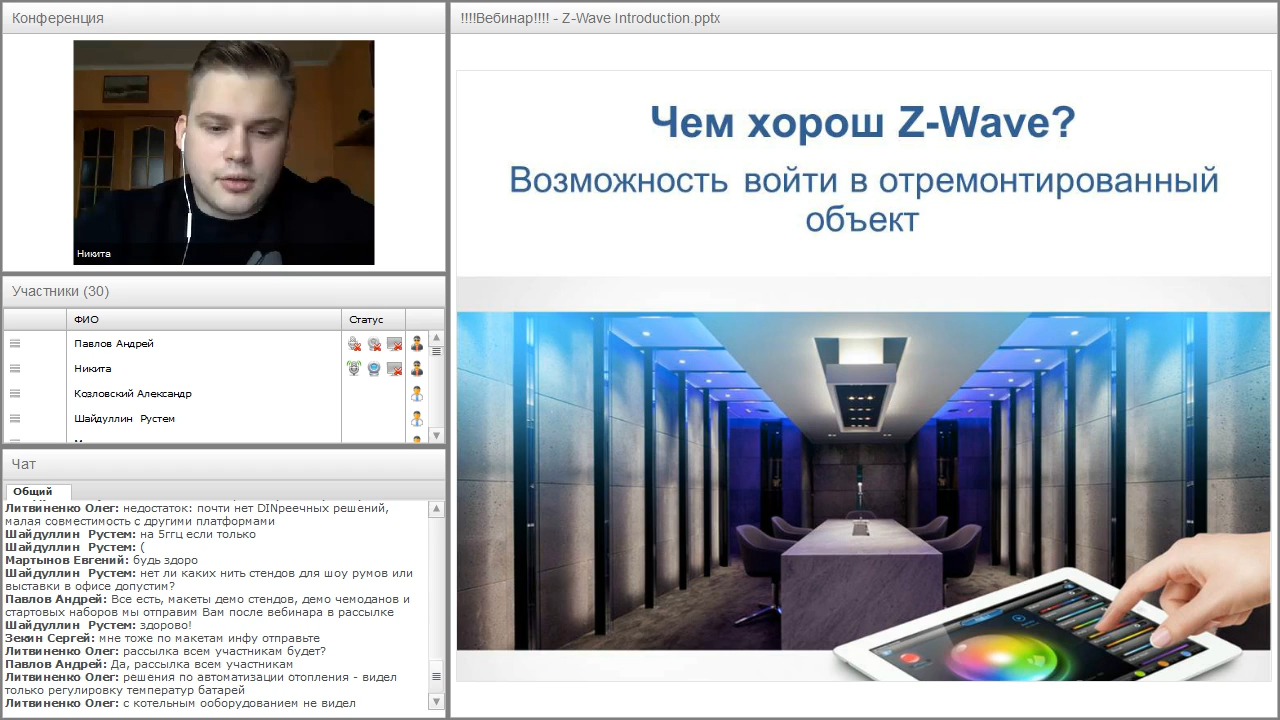 Конференция
Никита
Участники (30)
ФИО Статус
Павлов Андрей
Никита
Козловский Александр
Шайдуллин Рустем
Чат
Общий
Литвиненко Олег: недостаток: почти нет DINреечных решений,
малая совместимость с другими платформами
Шайдуллин Рустем: на 5ггц если только
Шайдуллин Рустем: (
Мартынов Евгений: будь здоро
Шайдуллин Рустем: нет ли каких нить стендов для шоу румов или
выставки в офисе допустим?
Павлов Андрей: Все есть, макеты демо стендов, демо чемоданов и
стартовых наборов мы отправим Вам после вебинара в рассылке
Шайдуллин Рустем: здорово!
Зекин Сергей: мне тоже по макетам инфу отправьте
Литвиненко Олег: рассылка всем участникам будет?
Павлов Андрей: Да, рассылка всем участникам
Литвиненко Олег: решения по автоматизации отопления - видел
только регулировку температур батарей
Литвиненко Олег: с котельным ооборудованием не видел
!!!!Вебинар!!!! - Z-Wave Introduction.pptx
Чем хорош Z-Wave?
Возможность войти в отремонтированный
объект